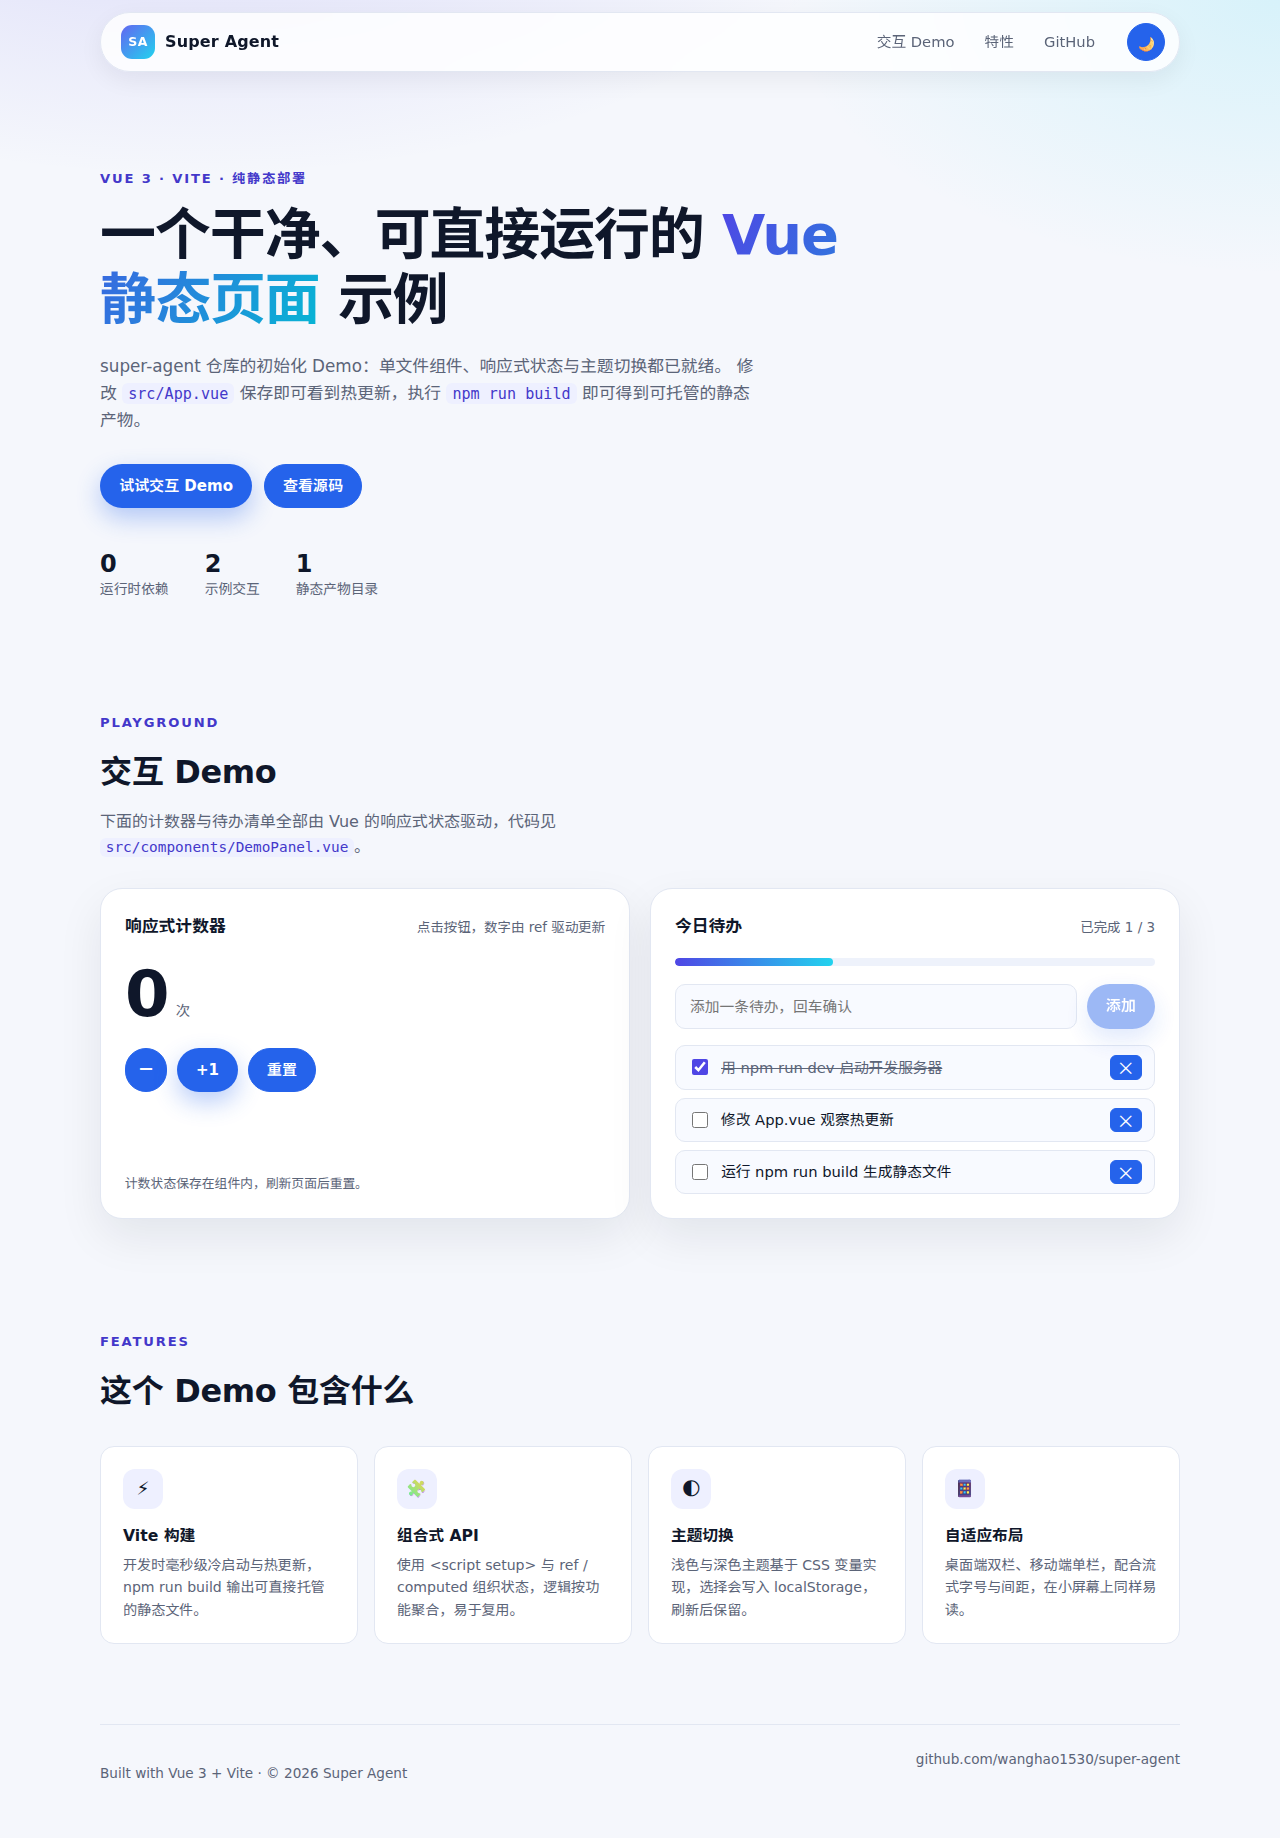 SA Super Agent 交互 Demo 特性 GitHub
VUE 3 · VITE · 纯静态部署
一个干净、可直接运行的 Vue
静态页面 示例
super-agent 仓库的初始化 Demo：单文件组件、响应式状态与主题切换都已就绪。 修
改 src/App.vue 保存即可看到热更新，执行 npm run build 即可得到可托管的静态
产物。
试试交互 Demo 查看源码
0 2 1
运行时依赖 示例交互 静态产物目录
PLAYGROUND
交互 Demo
下面的计数器与待办清单全部由 Vue 的响应式状态驱动，代码见
src/components/DemoPanel.vue 。
响应式计数器 点击按钮，数字由 ref 驱动更新
0 次
− +1 重置
计数状态保存在组件内，刷新页面后重置。
今日待办 已完成 1 / 3
添加一条待办，回车确认 添加
用 npm run dev 启动开发服务器
修改 App.vue 观察热更新
运行 npm run build 生成静态文件
FEATURES
这个 Demo 包含什么
Vite 构建
开发时毫秒级冷启动与热更新，
npm run build 输出可直接托管
的静态文件。
组合式 API
使用 <script setup> 与 ref /
computed 组织状态，逻辑按功
能聚合，易于复用。
主题切换
浅色与深色主题基于 CSS 变量实
现，选择会写入 localStorage，
刷新后保留。
自适应布局
桌面端双栏、移动端单栏，配合流
式字号与间距，在小屏幕上同样易
读。
Built with Vue 3 + Vite · © 2026 Super Agent
github.com/wanghao1530/super-agent